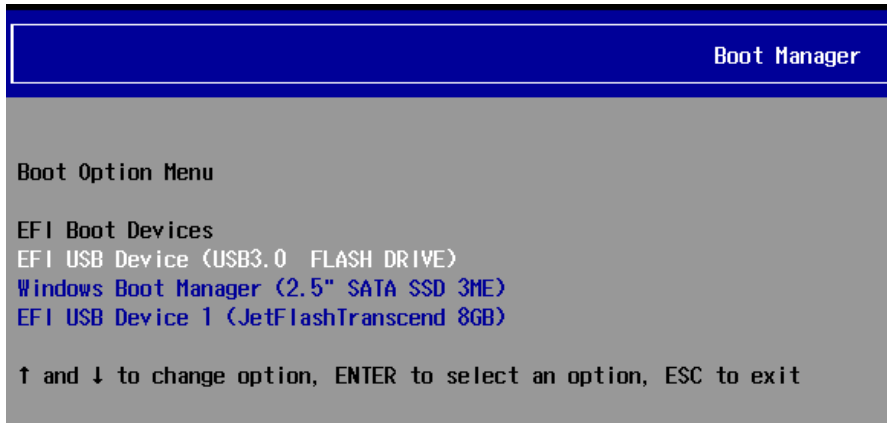 Boot Manager
Boot Option Menu
EFI Boot Devices
EFI USB Device (USB3.0  FLASH DRIVE)
Windows Boot Manager (2.5" SATA SSD 3ME)
EFI USB Device 1 (JetFlashTranscend 8GB)
↑ and ↓ to change option, ENTER to select an option, ESC to exit